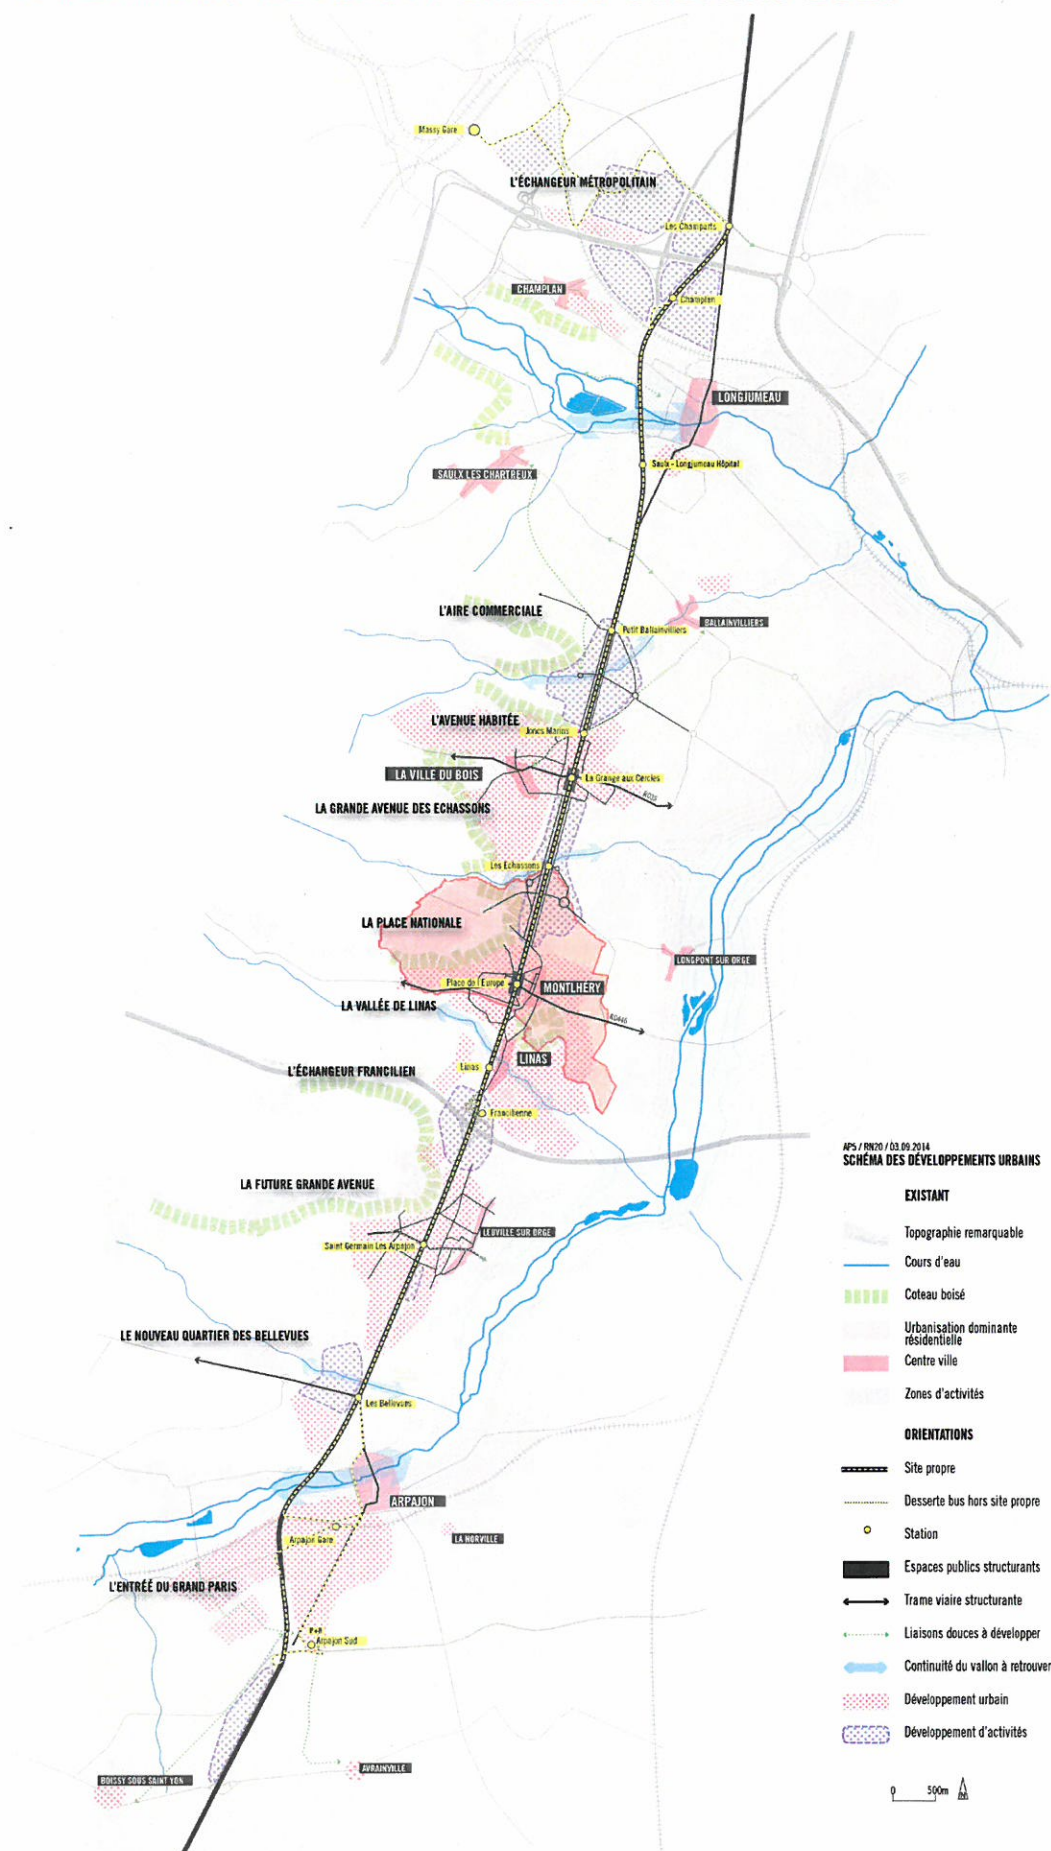 Massy Gare
L'ÉCHANGEUR MÉTROPOLITAIN
Les Champarts
CHAMPLAN
Champlan
LONGJUMEAU
Saulx - Longjumeau Hôpital
SAULX LES CHARTREUX
L'AIRE COMMERCIALE
BALLAINVILLIERS
Petit Ballainvilliers
L'AVENUE HABITÉE
Joncs Marins
LA VILLE DU BOIS
La Grange aux Cercles
LA GRANDE AVENUE DES ECHASSONS
Les Echassons
LA PLACE NATIONALE
LONGPONT SUR ORGE
Place de l'Europe
MONTLHÉRY
LA VALLÉE DE LINAS
RD446
LINAS
Linas
L'ÉCHANGEUR FRANCILIEN
Francilienne
LA FUTURE GRANDE AVENUE
LEUVILLE SUR ORGE
Saint Germain Les Arpajon
LE NOUVEAU QUARTIER DES BELLEVUES
Les Bellevues
ARPAJON
Arpajon Gare
LA NORVILLE
L'ENTRÉE DU GRAND PARIS
P+R
Arpajon Sud
AVRAINVILLE
BOISSY SOUS SAINT YON
APS / RN20 / 03.09.2014
SCHÉMA DES DÉVELOPPEMENTS URBAINS
EXISTANT
Topographie remarquable
Cours d'eau
Coteau boisé
Urbanisation dominante
résidentielle
Centre ville
Zones d'activités
ORIENTATIONS
Site propre
Desserte bus hors site propre
Station
Espaces publics structurants
Trame viaire structurante
Liaisons douces à développer
Continuité du vallon à retrouver
Développement urbain
Développement d'activités
0 500m
N